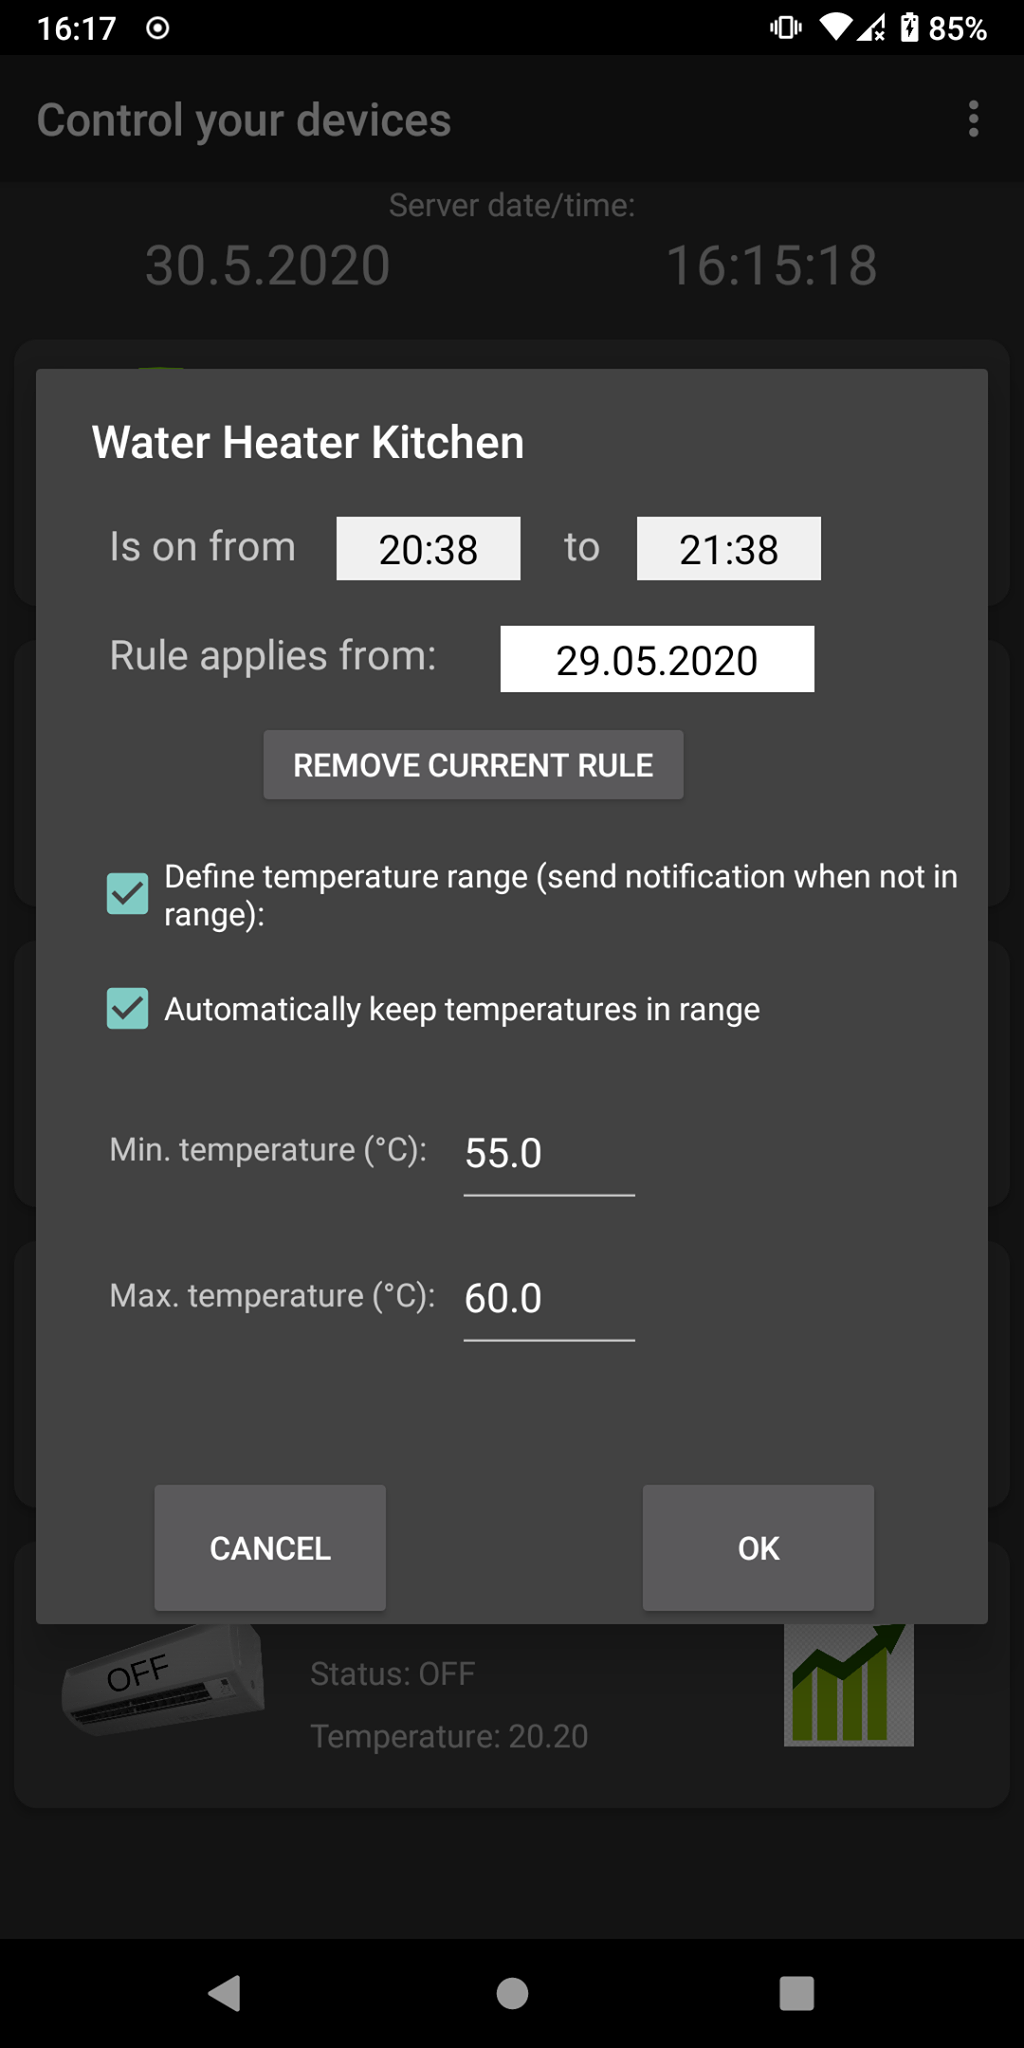 16:17
85%
Control your devices
Server date/time:
30.5.2020
16:15:18
Water Heater Kitchen
Is on from 20:38 to 21:38
Rule applies from: 29.05.2020
REMOVE CURRENT RULE
Define temperature range (send notification when not in
range):
Automatically keep temperatures in range
Min. temperature (°C): 55.0
Max. temperature (°C): 60.0
CANCEL
OK
OFF
Status: OFF
Temperature: 20.20